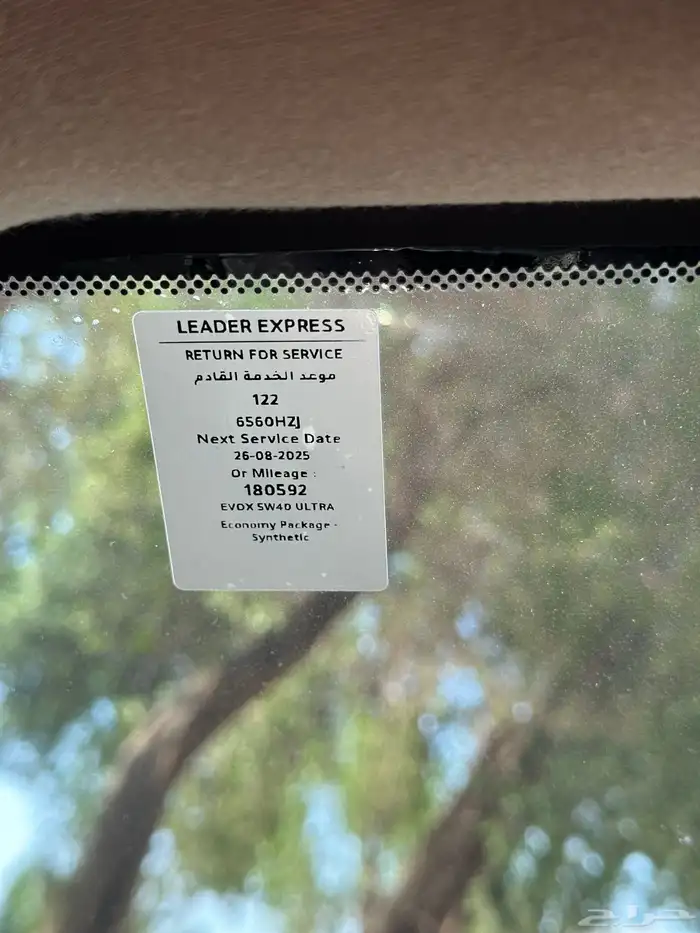 LEADER EXPRESS
RETURN FOR SERVICE
موعد الخدمة القادم
122
6560HZJ
Next Service Date
26-08-2025
Or Mileage :
180592
EVOX 5W40 ULTRA
Economy Package -
Synthetic
حراج